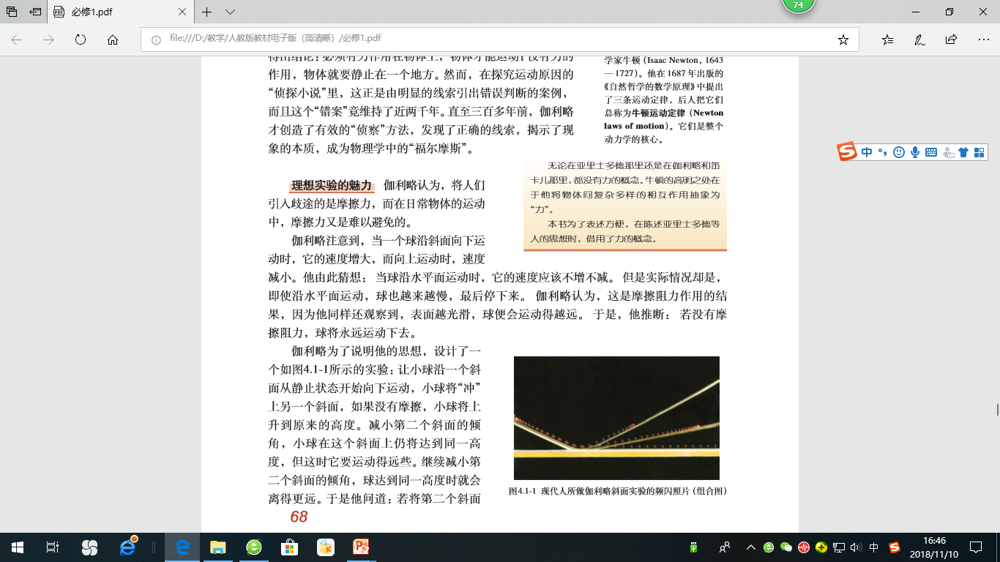 必修1.pdf
74
file:///D:/教学/人教版教材电子版（高清晰）/必修1.pdf
得出结论：必须有力作用在物体上，物体才能运动；没有力的
作用，物体就要静止在一个地方。然而，在探究运动原因的
“侦探小说”里，这正是由明显的线索引出错误判断的案例，
而且这个“错案”竟维持了近两千年。直至三百多年前，伽利略
才创造了有效的“侦察”方法，发现了正确的线索，揭示了现
象的本质，成为物理学中的“福尔摩斯”。
学家牛顿（Isaac Newton，1643
—1727）。他在1687年出版的
《自然哲学的数学原理》中提出
了三条运动定律，后人把它们
总称为牛顿运动定律（Newton
laws of motion）。它们是整个
动力学的核心。
无论在亚里士多德那里还是在伽利略和笛
卡儿那里，都没有力的概念。牛顿的高明之处在
于他将物体间复杂多样的相互作用抽象为
“力”。
本书为了表述方便，在陈述亚里士多德等
人的思想时，借用了力的概念。
理想实验的魅力 伽利略认为，将人们
引入歧途的是摩擦力，而在日常物体的运动
中，摩擦力又是难以避免的。
伽利略注意到，当一个球沿斜面向下运
动时，它的速度增大，而向上运动时，速度
减小。他由此猜想：当球沿水平面运动时，它的速度应该不增不减。但是实际情况却是，
即使沿水平面运动，球也越来越慢，最后停下来。伽利略认为，这是摩擦阻力作用的结
果，因为他同样还观察到，表面越光滑，球便会运动得越远。于是，他推断：若没有摩
擦阻力，球将永远运动下去。
伽利略为了说明他的思想，设计了一
个如图4.1-1所示的实验：让小球沿一个斜
面从静止状态开始向下运动，小球将“冲”
上另一个斜面，如果没有摩擦，小球将上
升到原来的高度。减小第二个斜面的倾
角，小球在这个斜面上仍将达到同一高
度，但这时它要运动得远些。继续减小第
二个斜面的倾角，球达到同一高度时就会
离得更远。于是他问道：若将第二个斜面
图4.1-1 现代人所做伽利略斜面实验的频闪照片（组合图）
68
中
中
16:46
2018/11/10